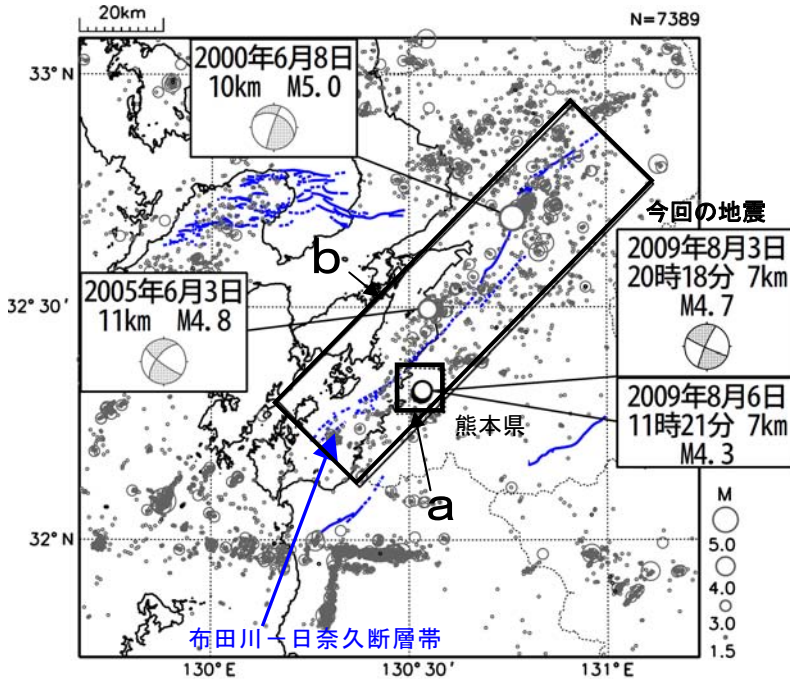 20km
N=7389
33°N
32°30'
32°N
130°E
130°30'
131°E
2000年6月8日
10km M5.0
今回の地震
2009年8月3日
20時18分 7km
M4.7
b
2005年6月3日
11km M4.8
2009年8月6日
11時21分 7km
M4.3
熊本県
a
M
5.0
4.0
3.0
1.5
布田川－日奈久断層帯